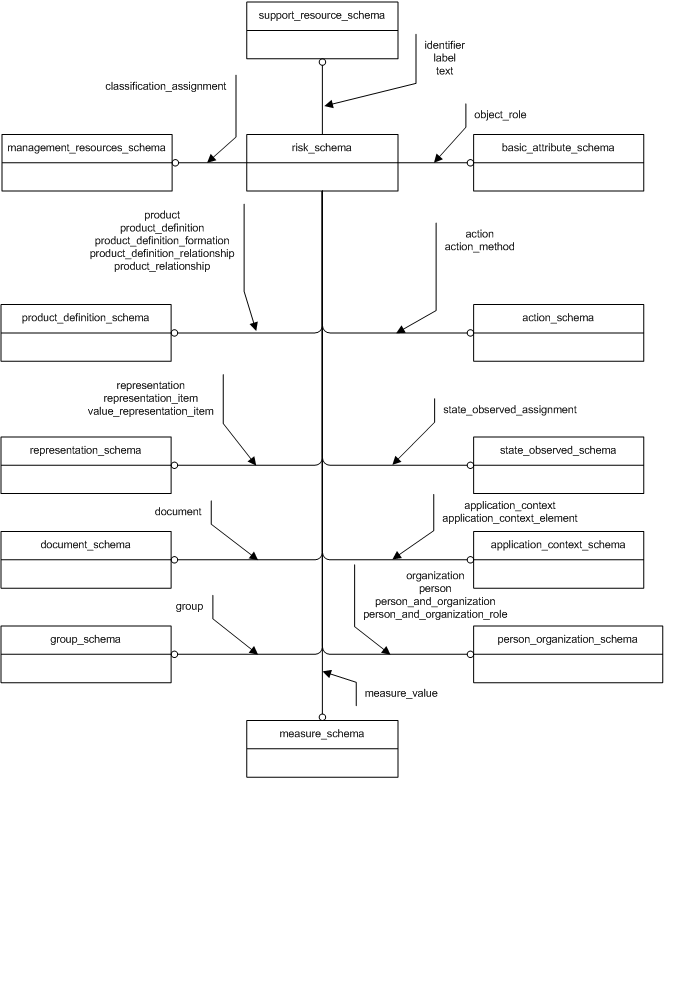 support_resource_schema
identifier
label
text
classification_assignment
object_role
management_resources_schema
risk_schema
basic_attribute_schema
product
product_definition
product_definition_formation
product_definition_relationship
product_relationship
action
action_method
product_definition_schema
action_schema
representation
representation_item
value_representation_item
state_observed_assignment
representation_schema
state_observed_schema
document
application_context
application_context_element
document_schema
application_context_schema
organization
person
person_and_organization
person_and_organization_role
group
group_schema
person_organization_schema
measure_value
measure_schema